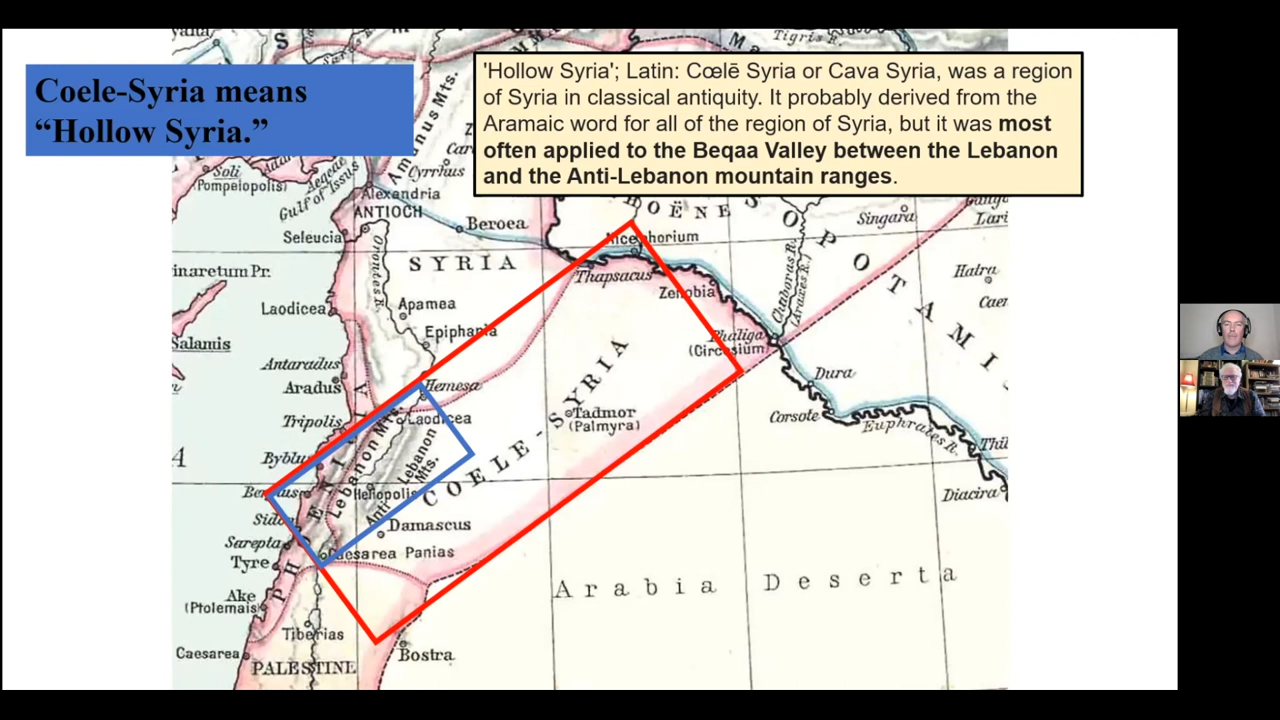 Coele-Syria means
“Hollow Syria.”
'Hollow Syria'; Latin: Cœlē Syria or Cava Syria, was a region
of Syria in classical antiquity. It probably derived from the
Aramaic word for all of the region of Syria, but it was most
often applied to the Beqaa Valley between the Lebanon
and the Anti-Lebanon mountain ranges.
Tigris R.
Amanus Mts.
Cyrrhus
Soli
(Pompeiopolis)
Aegeae
Gulf of Issus
Alexandria
ANTIOCH
Beroea
Seleucia
Orontes R.
SYRIA
Singara
Thapsacus
Zenobia
Chaboras R.
(Araxes R.)
Hatra
Laodicea
Apamea
Epiphania
Phaliga
(Circesium)
Salamis
Antaradus
Aradus
Hemesa
Dura
Tripolis
Laodicea
Tadmor
(Palmyra)
Corsote
Euphrates R.
COELE-SYRIA
Lebanon Mts.
Anti Lebanon
Mts.
Heliopolis
Diacira
Damascus
Sarepta
Caesarea Panias
Tyre
Ake
(Ptolemais)
Arabia Deserta
Tiberias
Caesarea
PALESTINE
Bostra